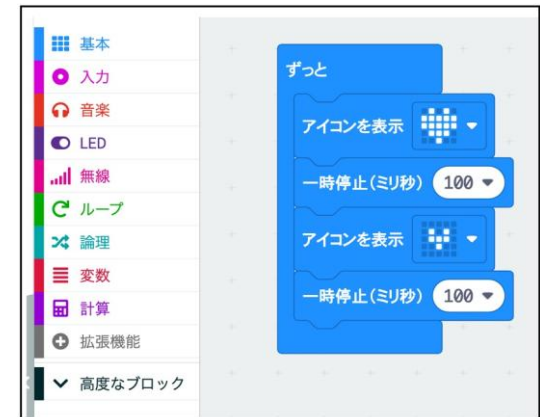 基本
入力
音楽
LED
無線
ループ
論理
変数
計算
拡張機能
高度なブロック
ずっと
アイコンを表示
一時停止(ミリ秒) 100
アイコンを表示
一時停止(ミリ秒) 100